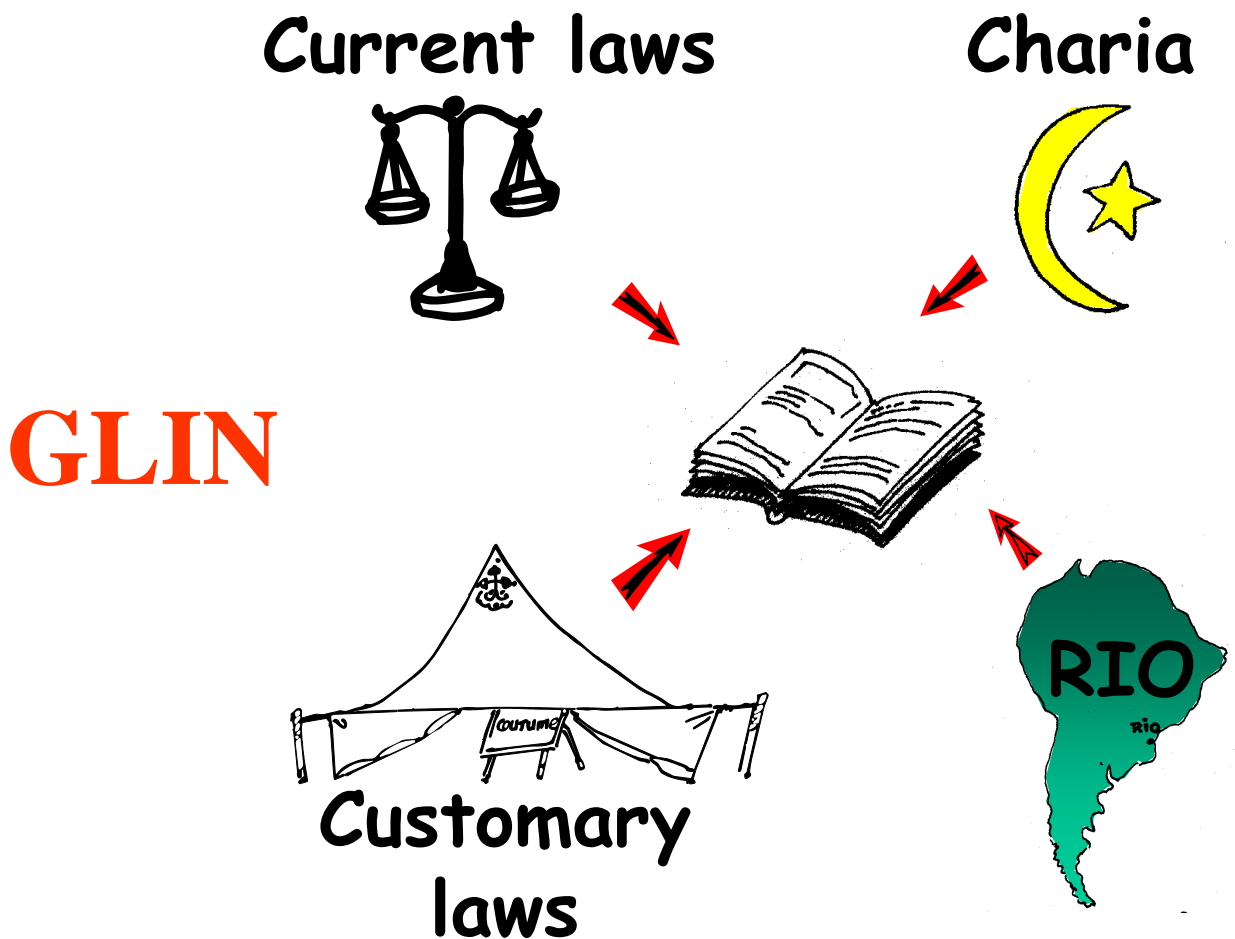 Current laws
Charia
GLIN
RIO
Rio
COUTUME
Customary
laws